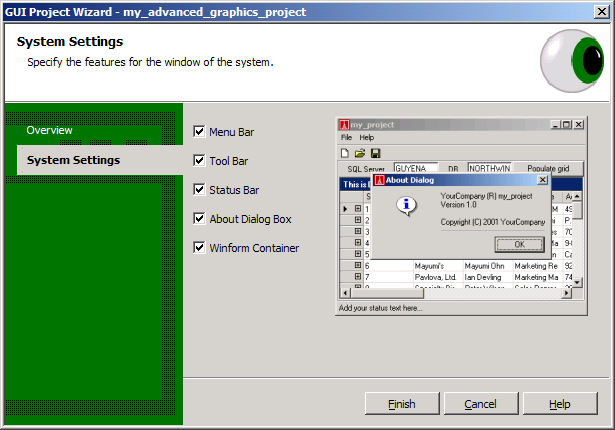 GUI Project Wizard - my_advanced_graphics_project
System Settings
Specify the features for the window of the system.
Overview
System Settings
Menu Bar
Tool Bar
Status Bar
About Dialog Box
Winform Container
my_project
File Help
SQL Server GUYENA DB NORTHWIN Populate grid
This is
About Dialog
YourCompany (R) my_project
Version 1.0
Copyright (C) 2001 YourCompany
OK
1
2
3
4
5
6 Mayumi's Mayumi Ohn Marketing Re 92
7 Pavlova, Ltd. Ian Devling Marketing Ma 74
8
Add your status text here...
Finish Cancel Help